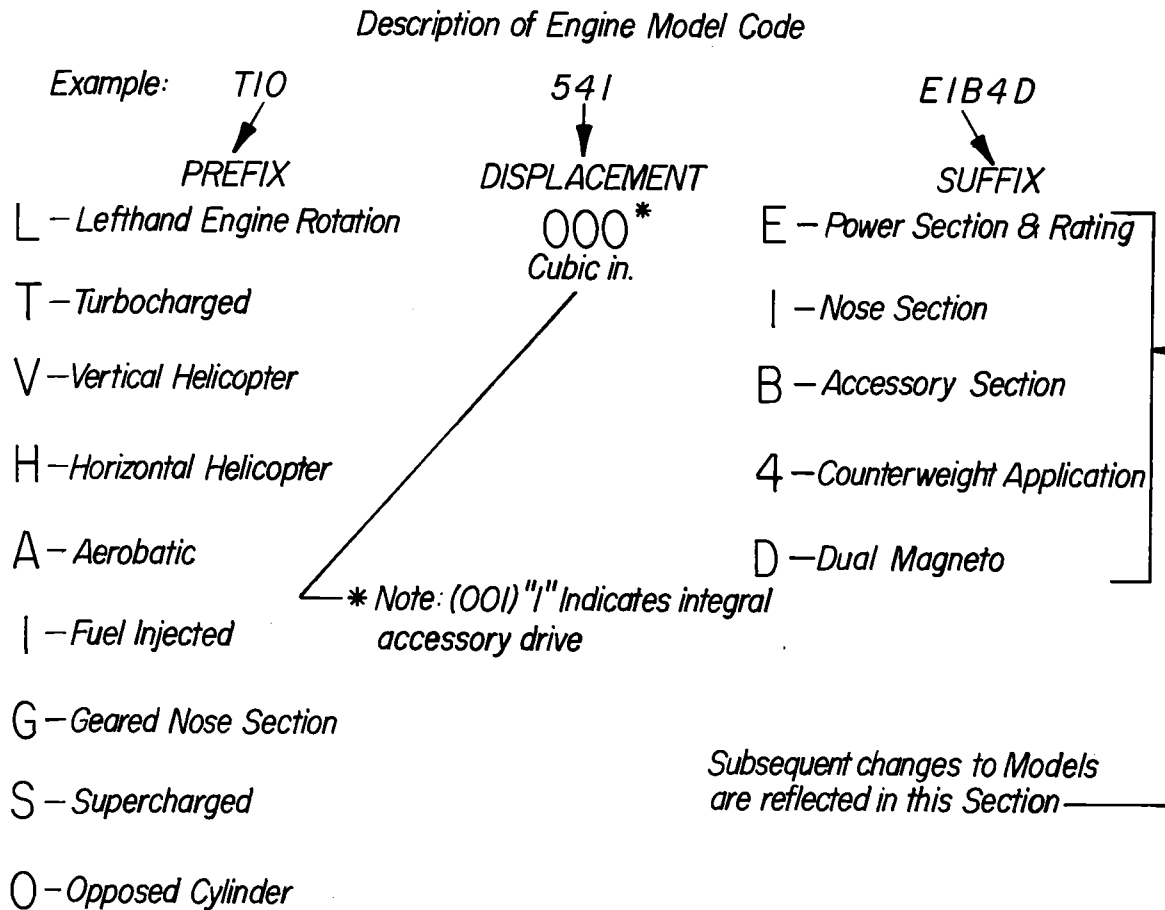 Description of Engine Model Code
Example: TIO 541 E1B4D
PREFIX DISPLACEMENT SUFFIX
L – Lefthand Engine Rotation
T – Turbocharged
V – Vertical Helicopter
H – Horizontal Helicopter
A – Aerobatic
I – Fuel Injected
G – Geared Nose Section
S – Supercharged
O – Opposed Cylinder
000*
Cubic in.
* Note: (001) "1" Indicates integral
accessory drive
E – Power Section & Rating
1 – Nose Section
B – Accessory Section
4 – Counterweight Application
D – Dual Magneto
Subsequent changes to Models
are reflected in this Section